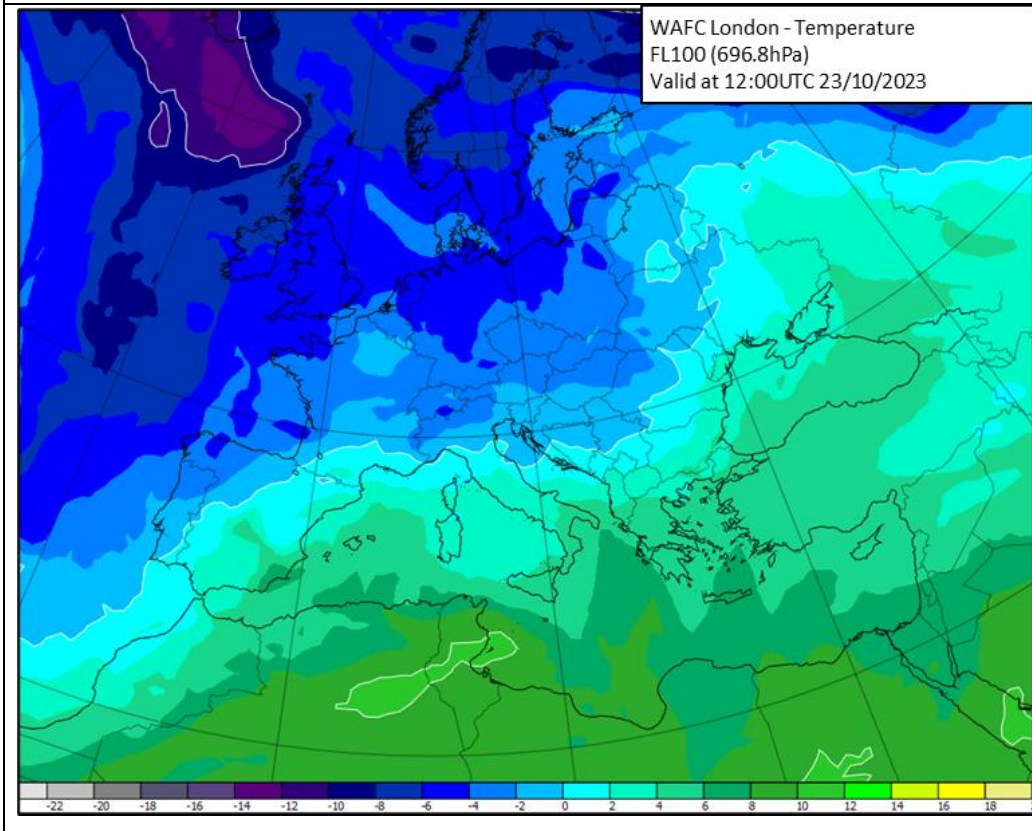 WAFC London - Temperature
FL100 (696.8hPa)
Valid at 12:00UTC 23/10/2023
-22 -20 -18 -16 -14 -12 -10 -8 -6 -4 -2 0 2 4 6 8 10 12 14 16 18